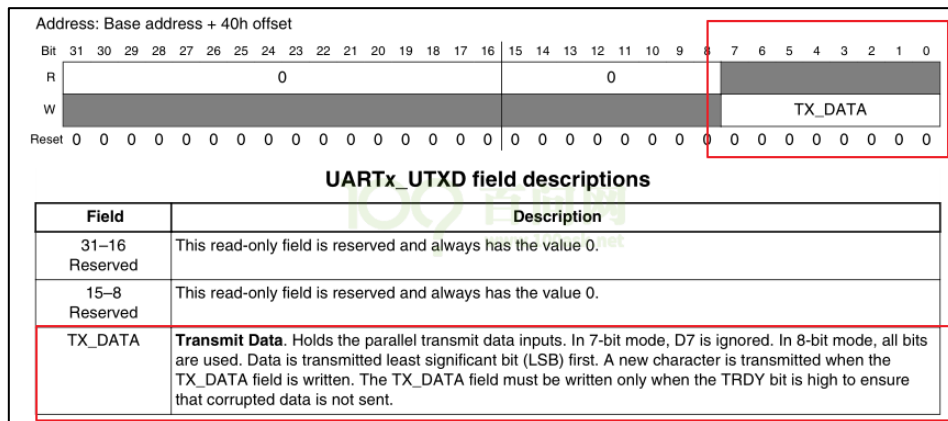 Address: Base address + 40h offset
Bit 31 30 29 28 27 26 25 24 23 22 21 20 19 18 17 16 15 14 13 12 11 10 9 8 7 6 5 4 3 2 1 0
R 0 0
W TX_DATA
Reset 0 0 0 0 0 0 0 0 0 0 0 0 0 0 0 0 0 0 0 0 0 0 0 0 0 0 0 0 0 0 0 0
UARTx_UTXD field descriptions
Field Description
31–16 This read-only field is reserved and always has the value 0.
Reserved
15–8 This read-only field is reserved and always has the value 0.
Reserved
TX_DATA Transmit Data. Holds the parallel transmit data inputs. In 7-bit mode, D7 is ignored. In 8-bit mode, all bits
are used. Data is transmitted least significant bit (LSB) first. A new character is transmitted when the
TX_DATA field is written. The TX_DATA field must be written only when the TRDY bit is high to ensure
that corrupted data is not sent.